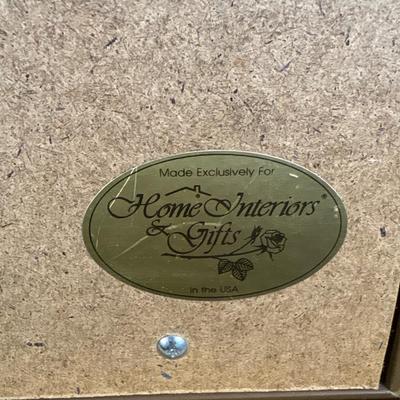 Made Exclusively For
Home Interiors®
& Gifts
in the USA